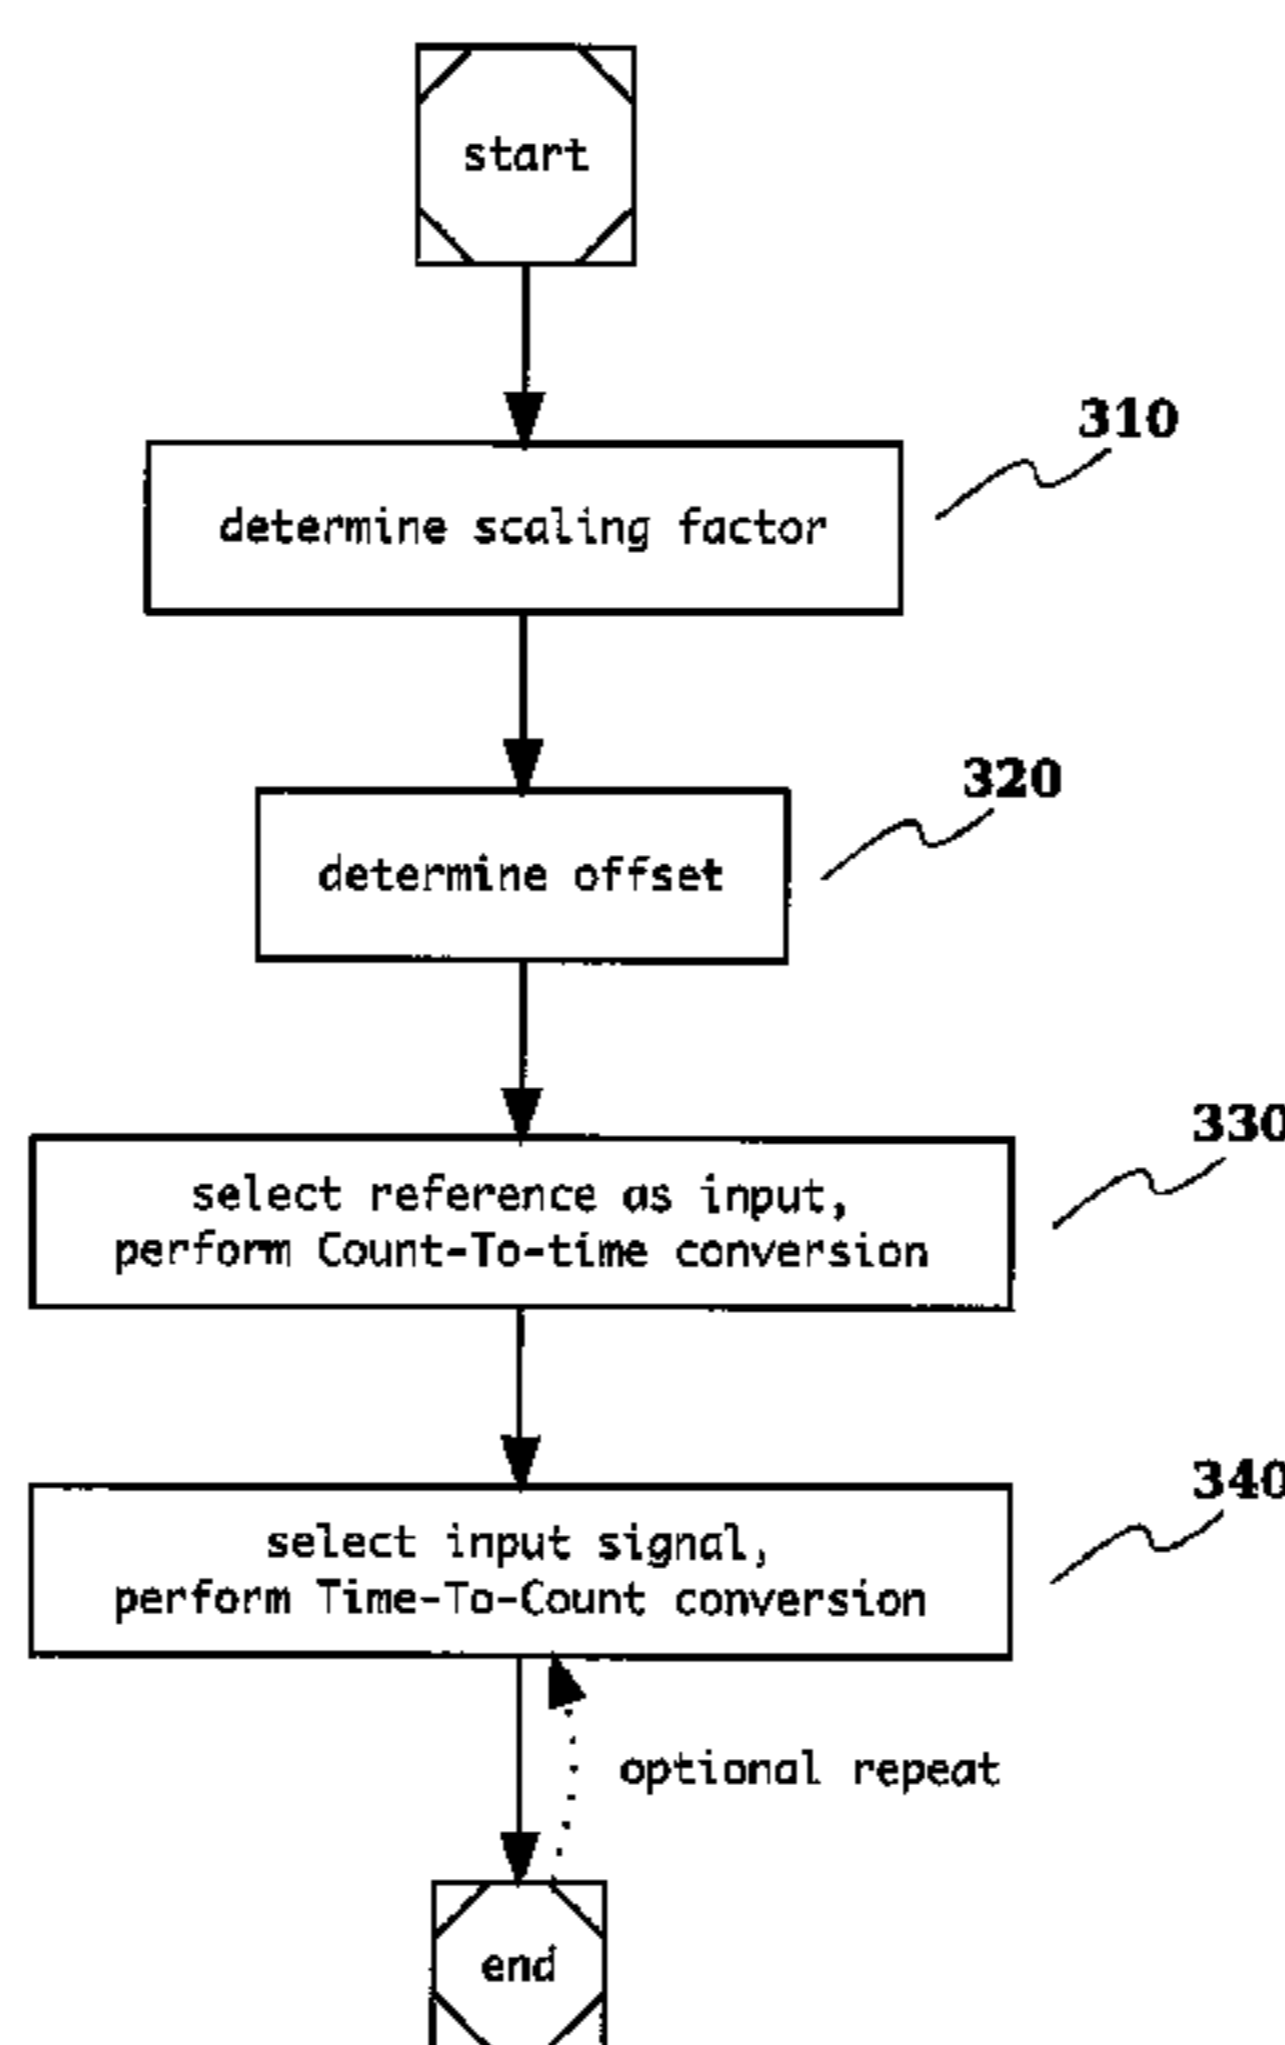 start
310
determine scaling factor
320
determine offset
330
select reference as input,
perform Count-To-time conversion
340
select input signal,
perform Time-To-Count conversion
optional repeat
end